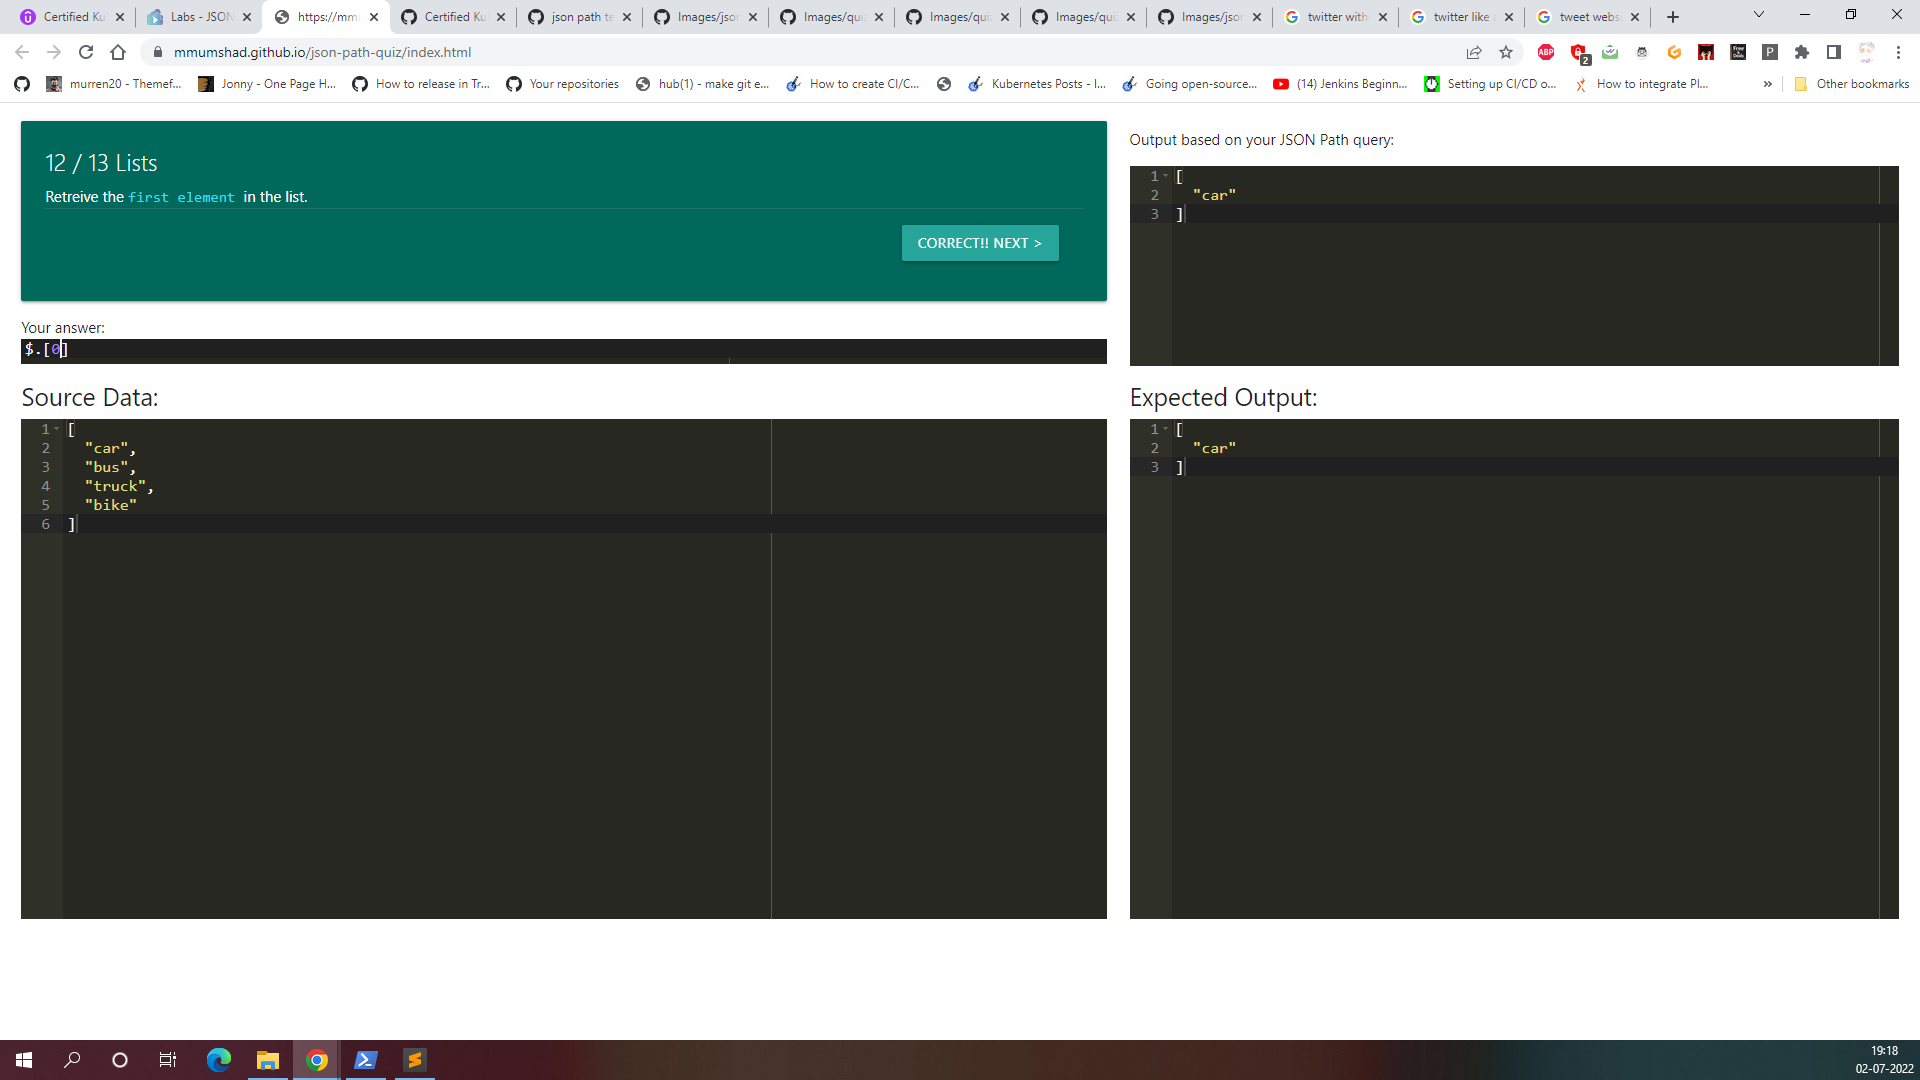 Certified Ku
Labs - JSON
https://mm
Certified Ku
json path te
Images/json
Images/qui
Images/qui
Images/qui
Images/json
twitter with
twitter like
tweet webs
mmumshad.github.io/json-path-quiz/index.html
ABP
2
P
murren20 - Themef...
Jonny - One Page H...
How to release in Tr...
Your repositories
hub(1) - make git e...
How to create CI/C...
Kubernetes Posts - I...
Going open-source...
(14) Jenkins Beginn...
Setting up CI/CD o...
How to integrate Pl...
»
Other bookmarks
12 / 13 Lists
Retreive the first element in the list.
CORRECT!! NEXT >
Your answer:
$.[0]
Source Data:
1 [
2 "car",
3 "bus",
4 "truck",
5 "bike"
6 ]
Output based on your JSON Path query:
1 [
2 "car"
3 ]
Expected Output:
1 [
2 "car"
3 ]
19:18
02-07-2022